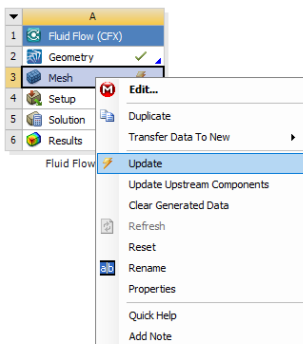 A
1 Fluid Flow (CFX)
2 Geometry
3 Mesh
4 Setup
5 Solution
6 Results
Fluid Flow
Edit...
Duplicate
Transfer Data To New
Update
Update Upstream Components
Clear Generated Data
Refresh
Reset
a|b Rename
Properties
Quick Help
Add Note